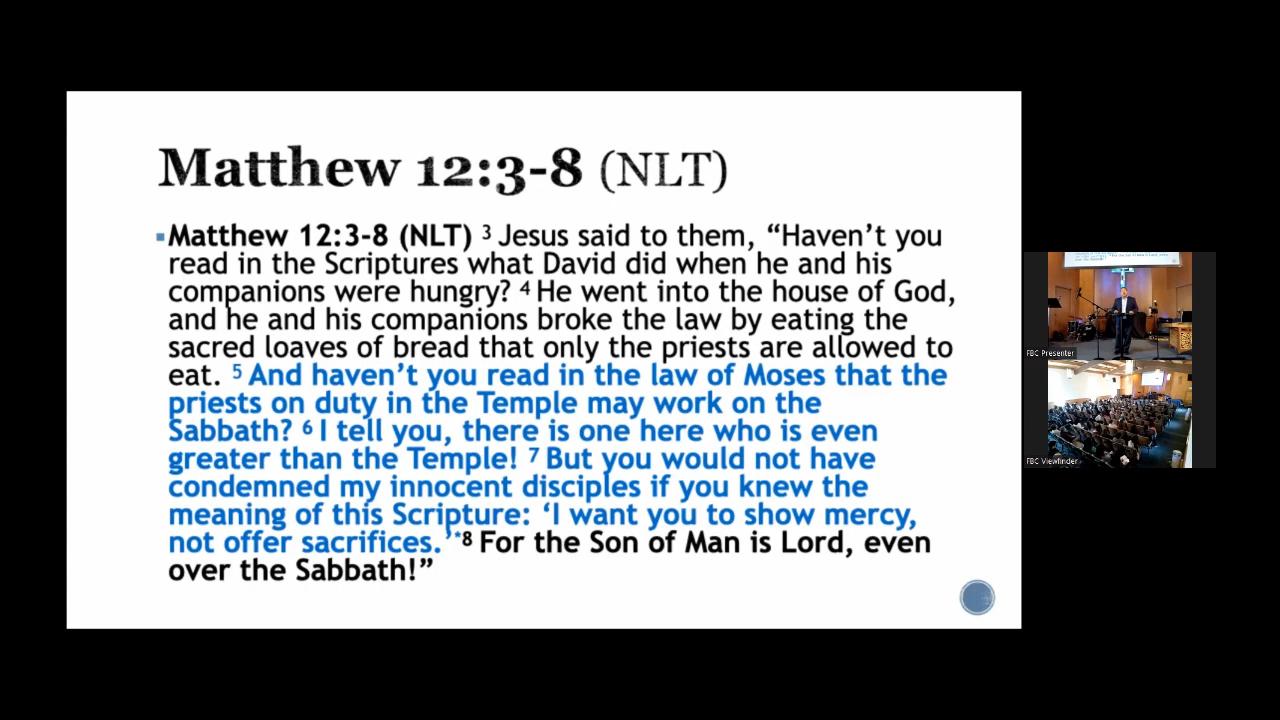 Matthew 12:3-8 (NLT)
▪Matthew 12:3-8 (NLT) ³ Jesus said to them, “Haven’t you
read in the Scriptures what David did when he and his
companions were hungry? ⁴ He went into the house of God,
and he and his companions broke the law by eating the
sacred loaves of bread that only the priests are allowed to
eat. ⁵ And haven’t you read in the law of Moses that the
priests on duty in the Temple may work on the
Sabbath? ⁶ I tell you, there is one here who is even
greater than the Temple! ⁷ But you would not have
condemned my innocent disciples if you knew the
meaning of this Scripture: ‘I want you to show mercy,
not offer sacrifices.’*⁸ For the Son of Man is Lord, even
over the Sabbath!”
FBC Presenter
FBC Viewfinder